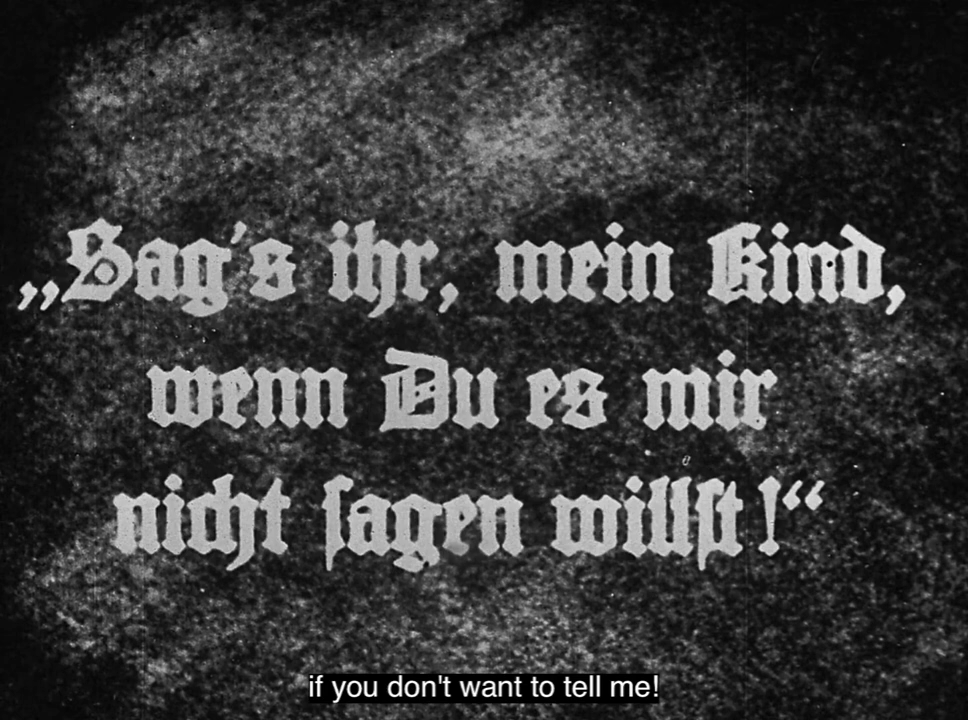 „Sag's ihr, mein Kind,
wenn Du es mir
nicht sagen willst!“
if you don't want to tell me!